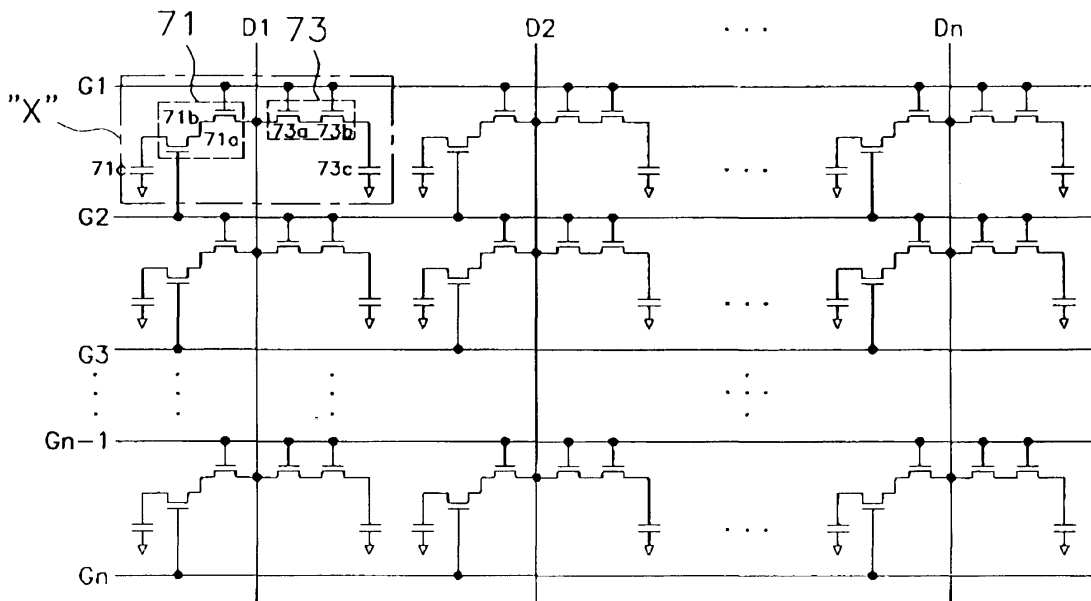 71 D1 73 D2 . . . Dn
G1
"X"
71b 71a 73a 73b
71c 73c
. . .
G2
. . .
G3
. . .
Gn-1
. . .
Gn